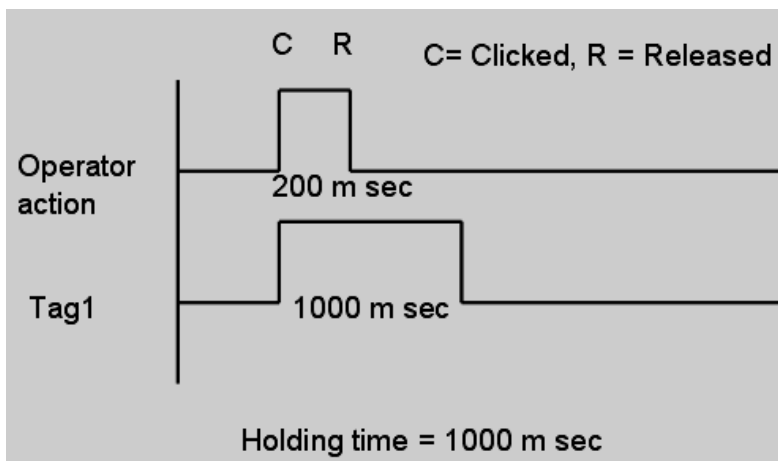 C R
C= Clicked, R = Released
Operator
action
200 m sec
Tag1
1000 m sec
Holding time = 1000 m sec